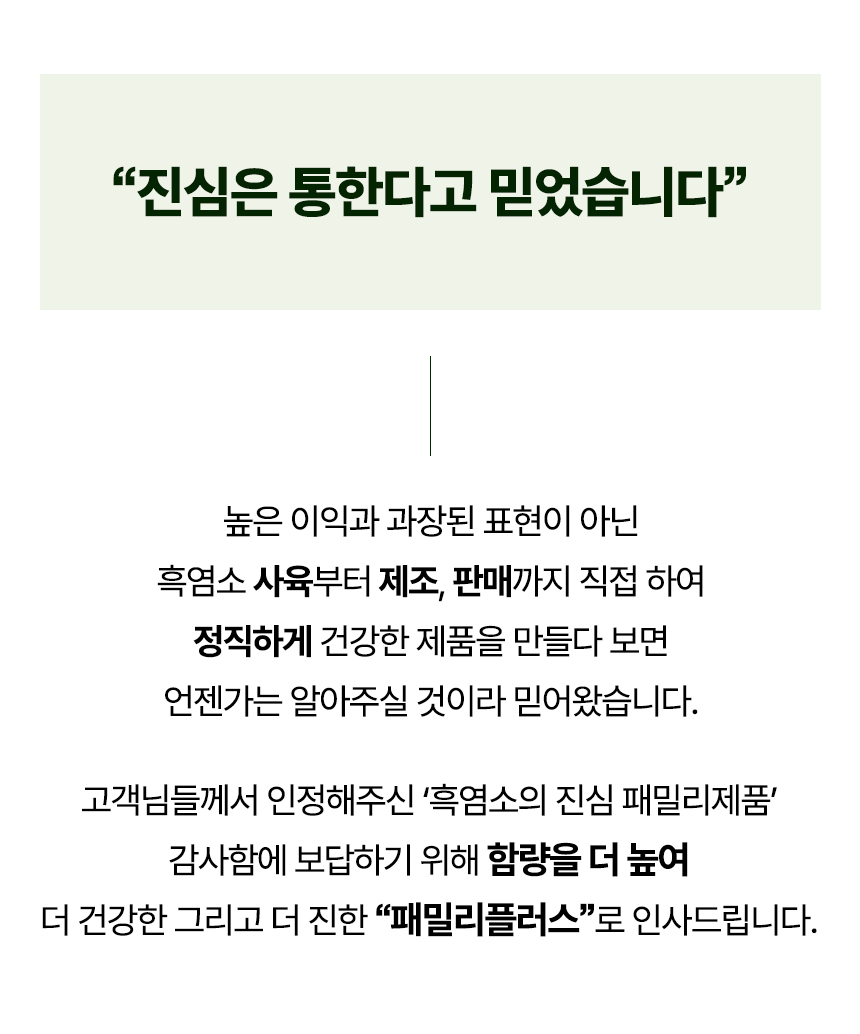 “진심은 통한다고 믿었습니다”
높은 이익과 과장된 표현이 아닌
흑염소 사육부터 제조, 판매까지 직접 하여
정직하게 건강한 제품을 만들다 보면
언젠가는 알아주실 것이라 믿어왔습니다.
고객님들께서 인정해주신 ‘흑염소의 진심 패밀리제품’
감사함에 보답하기 위해 함량을 더 높여
더 건강한 그리고 더 진한 “패밀리플러스”로 인사드립니다.